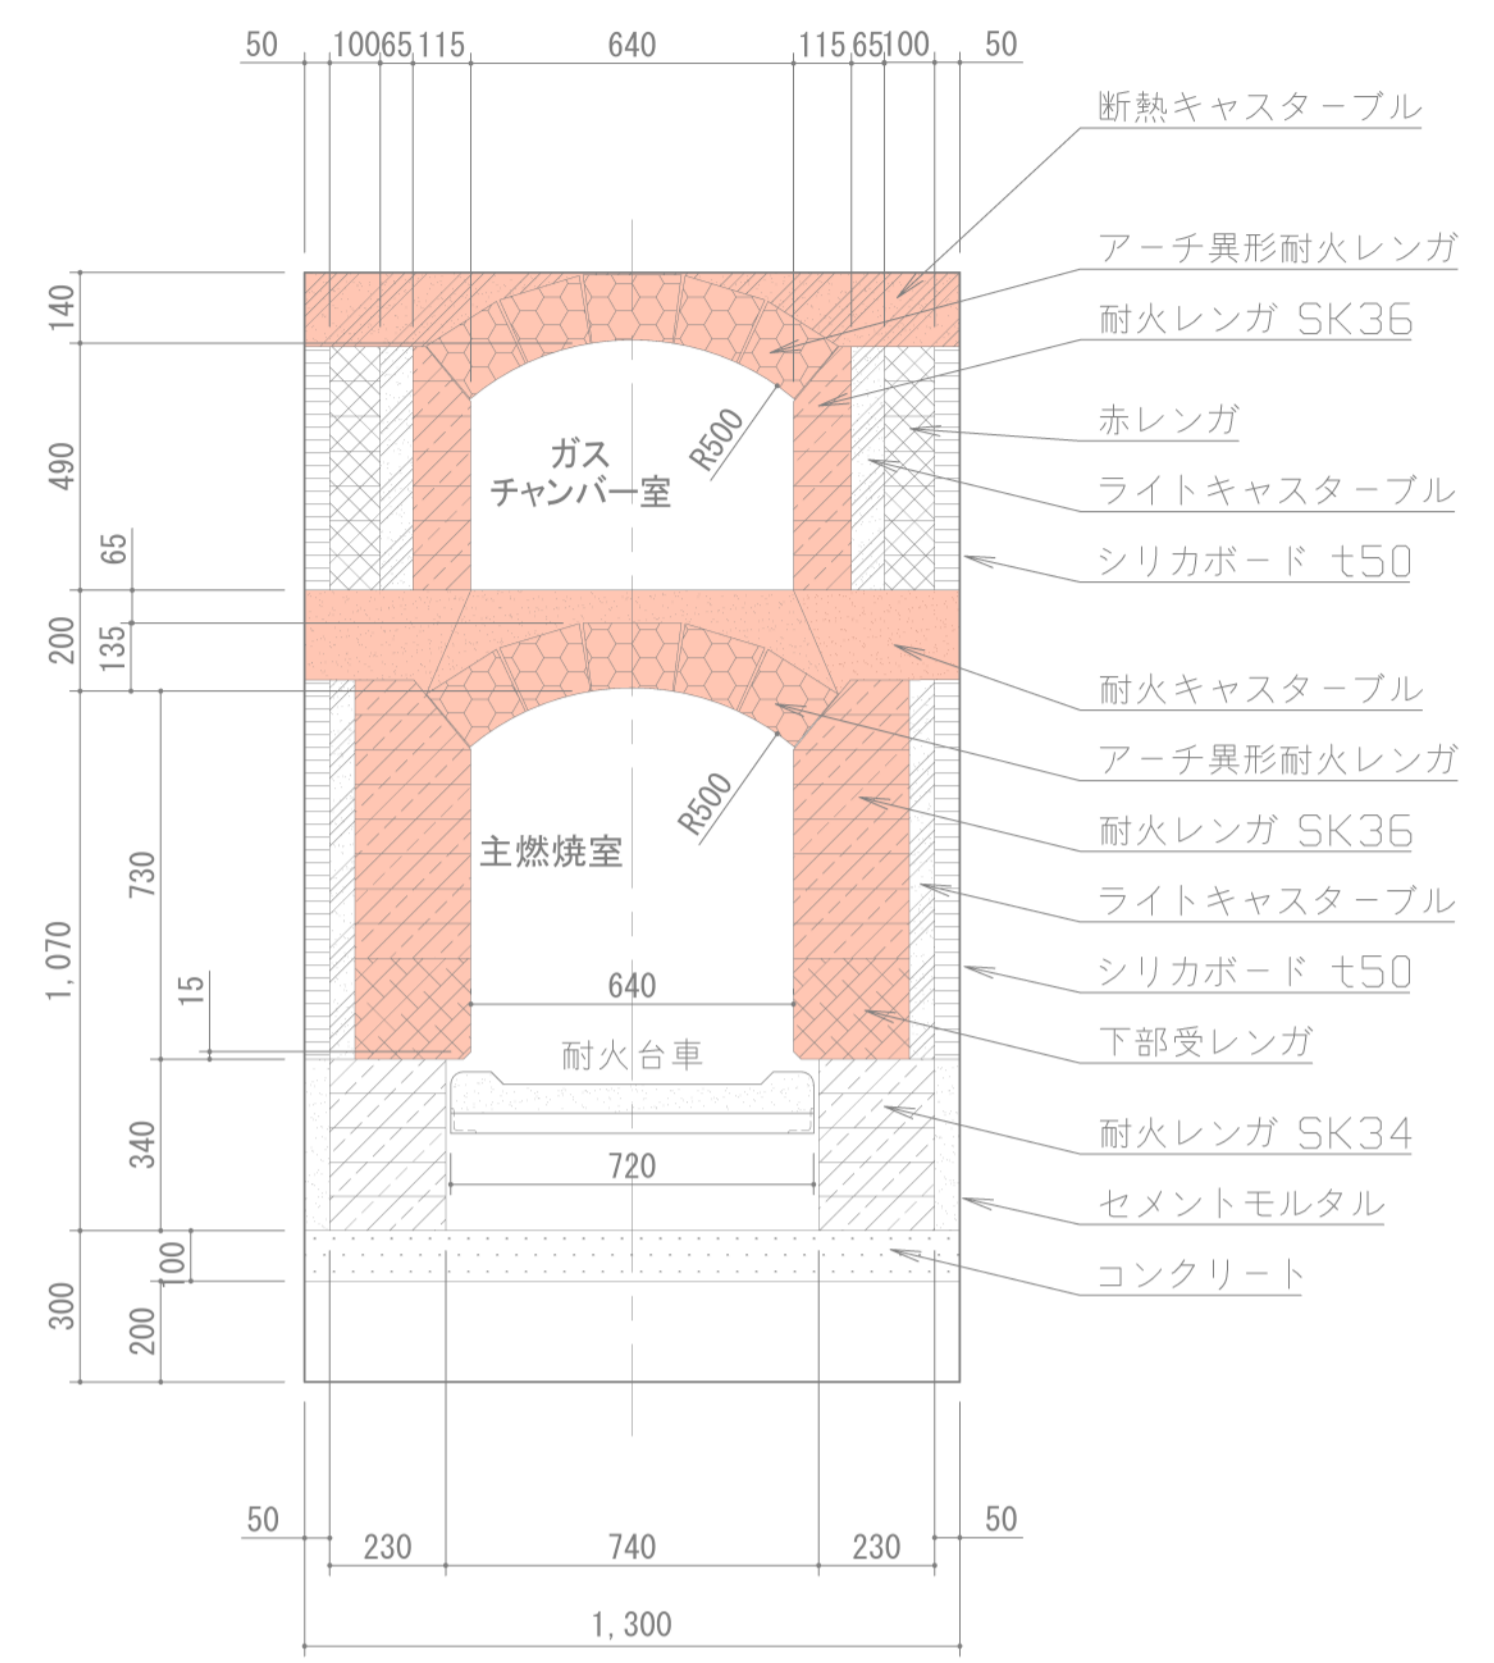 50 100 65 115 640 115 65 100 50
断熱キャスターブル
アーチ異形耐火レンガ
140
耐火レンガ SK36
赤レンガ
R500
ガス
チャンバー室
490
ライトキャスターブル
65
シリカボード t50
200
135
耐火キャスターブル
アーチ異形耐火レンガ
R500
耐火レンガ SK36
主燃焼室
730
ライトキャスターブル
1,070
シリカボード t50
15
640
下部受レンガ
耐火台車
340
耐火レンガ SK34
720
セメントモルタル
100
コンクリート
300
200
50 50
230 740 230
1,300